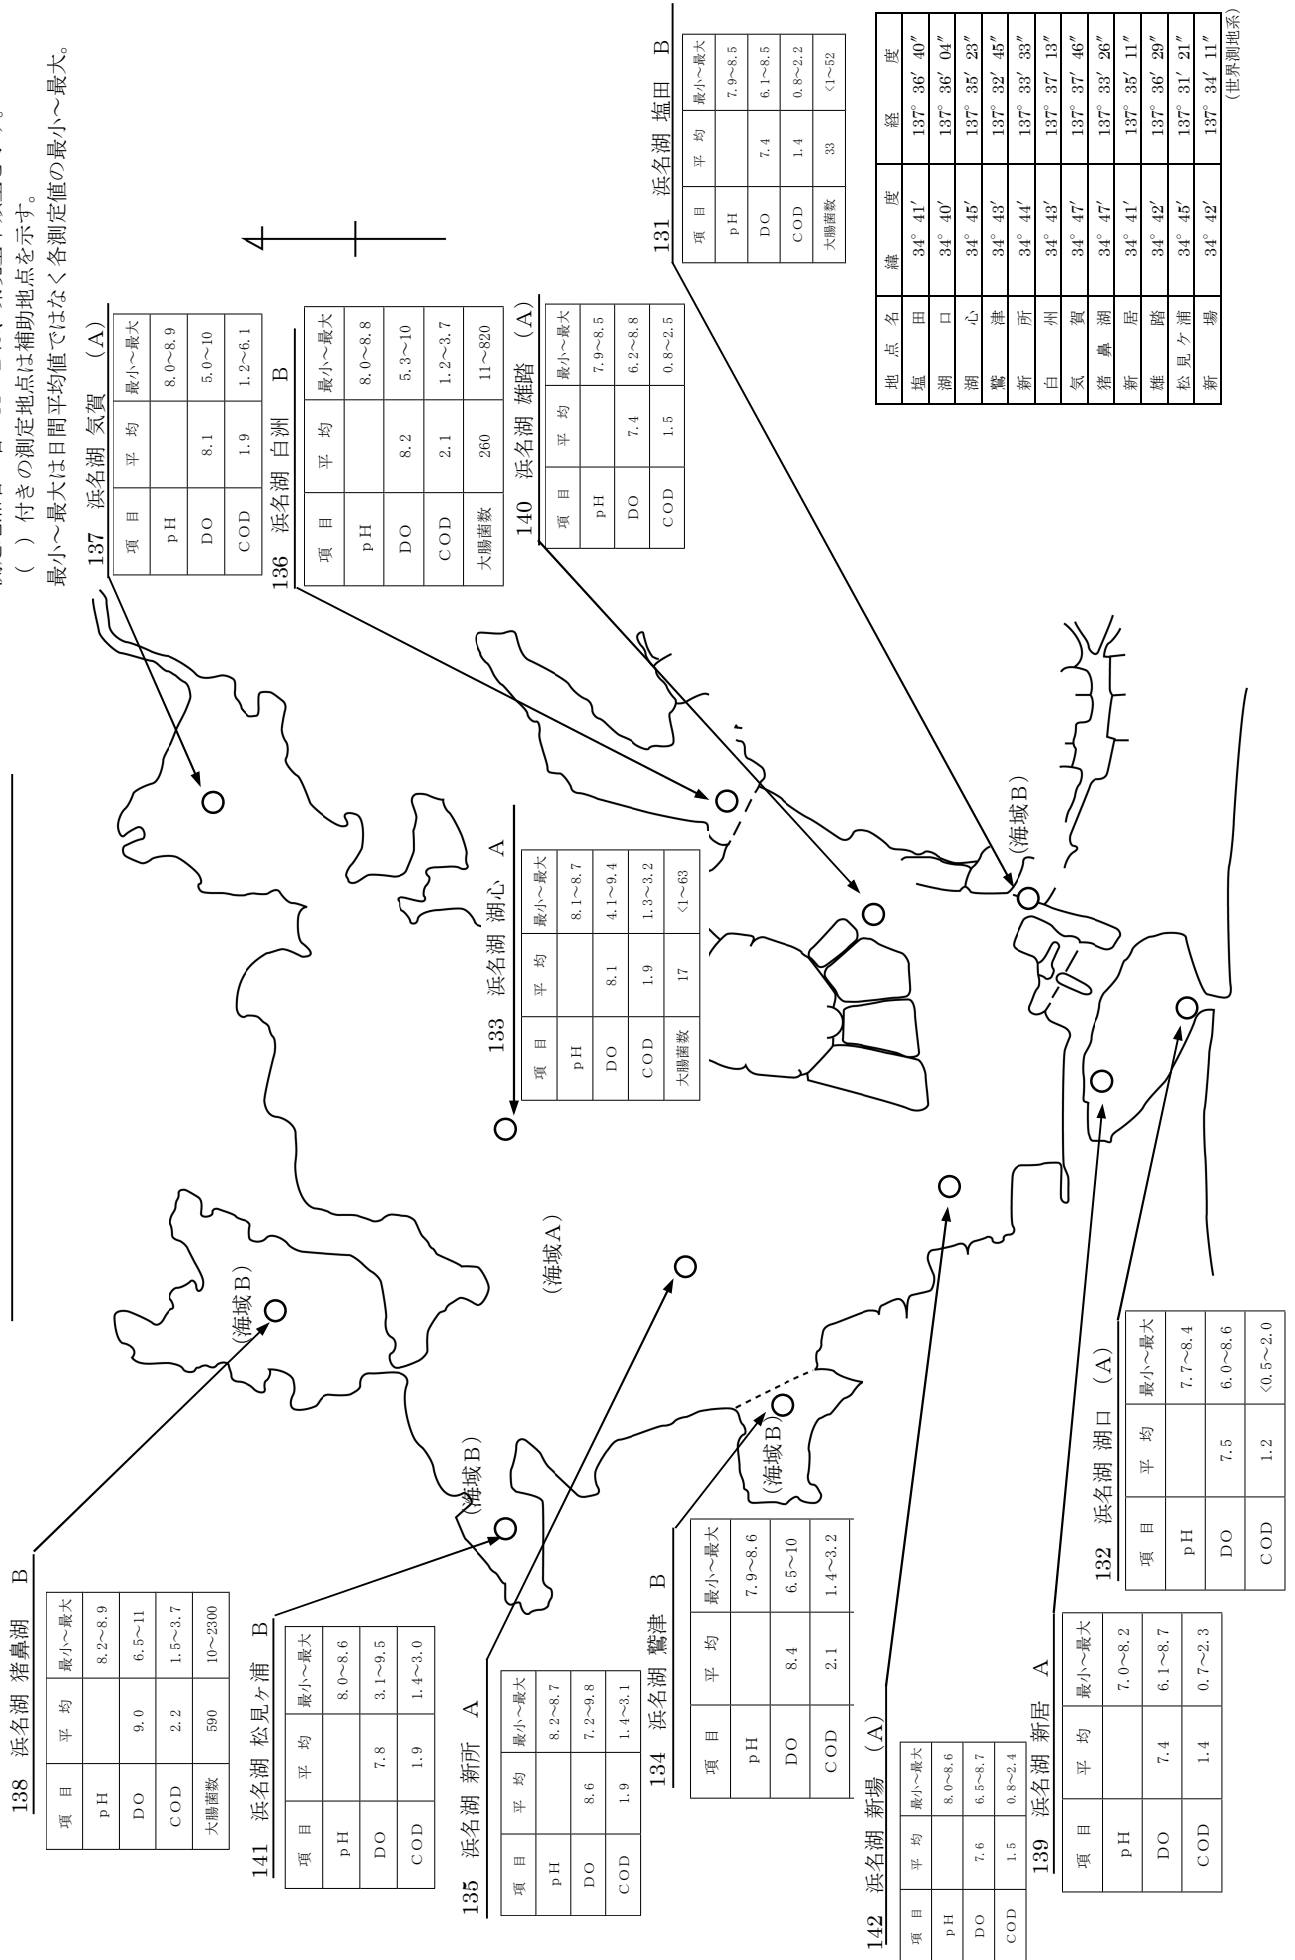 （ ）付きの測定地点は補助地点を示す。
最小～最大は日間平均値ではなく各測定値の最小～最大。
138 浜名湖 猪鼻湖 B
項 目 平 均 最小～最大
pH 8.2～8.9
DO 9.0 6.5～11
COD 2.2 1.5～3.7
大腸菌数 590 10～2300
137 浜名湖 気賀 (A)
項 目 平 均 最小～最大
pH 8.0～8.9
DO 8.1 5.0～10
COD 1.9 1.2～6.1
(海域B)
141 浜名湖 松見ヶ浦 B
項 目 平 均 最小～最大
pH 8.0～8.6
DO 7.8 3.1～9.5
COD 1.9 1.4～3.0
136 浜名湖 白洲 B
項 目 平 均 最小～最大
pH 8.0～8.8
DO 8.2 5.3～10
COD 2.1 1.2～3.7
大腸菌数 260 11～820
135 浜名湖 新所 A
項 目 平 均 最小～最大
pH 8.2～8.7
DO 8.6 7.2～9.8
COD 1.9 1.4～3.1
(海域B)
133 浜名湖 湖心 A
項 目 平 均 最小～最大
pH 8.1～8.7
DO 8.1 4.1～9.4
COD 1.9 1.3～3.2
大腸菌数 17 <1～63
140 浜名湖 雄踏 (A)
項 目 平 均 最小～最大
pH 7.9～8.5
DO 7.4 6.2～8.8
COD 1.5 0.8～2.5
(海域A)
134 浜名湖 鷲津 B
項 目 平 均 最小～最大
pH 7.9～8.6
DO 8.4 6.5～10
COD 2.1 1.4～3.2
131 浜名湖 塩田 B
項 目 平 均 最小～最大
pH 7.9～8.5
DO 7.4 6.1～8.5
COD 1.4 0.8～2.2
大腸菌数 33 <1～52
(海域B)
142 浜名湖 新場 (A)
項 目 平 均 最小～最大
pH 8.0～8.6
DO 7.6 6.5～8.7
COD 1.5 0.8～2.4
(海域B)
139 浜名湖 新居 A
項 目 平 均 最小～最大
pH 7.0～8.2
DO 7.4 6.1～8.7
COD 1.4 0.7～2.3
132 浜名湖 湖口 (A)
項 目 平 均 最小～最大
pH 7.7～8.4
DO 7.5 6.0～8.6
COD 1.2 <0.5～2.0
地 点 名 緯 度 経 度
塩 田 34° 41′ 137° 36′ 40″
湖 口 34° 40′ 137° 36′ 04″
湖 心 34° 45′ 137° 35′ 23″
鷲 津 34° 43′ 137° 32′ 45″
新 所 34° 44′ 137° 33′ 33″
白 州 34° 43′ 137° 37′ 13″
気 賀 34° 47′ 137° 37′ 46″
猪 鼻 湖 34° 47′ 137° 33′ 26″
新 居 34° 41′ 137° 35′ 11″
雄 踏 34° 42′ 137° 36′ 29″
松 見 ケ 浦 34° 45′ 137° 31′ 21″
新 場 34° 42′ 137° 34′ 11″
(世界測地系)